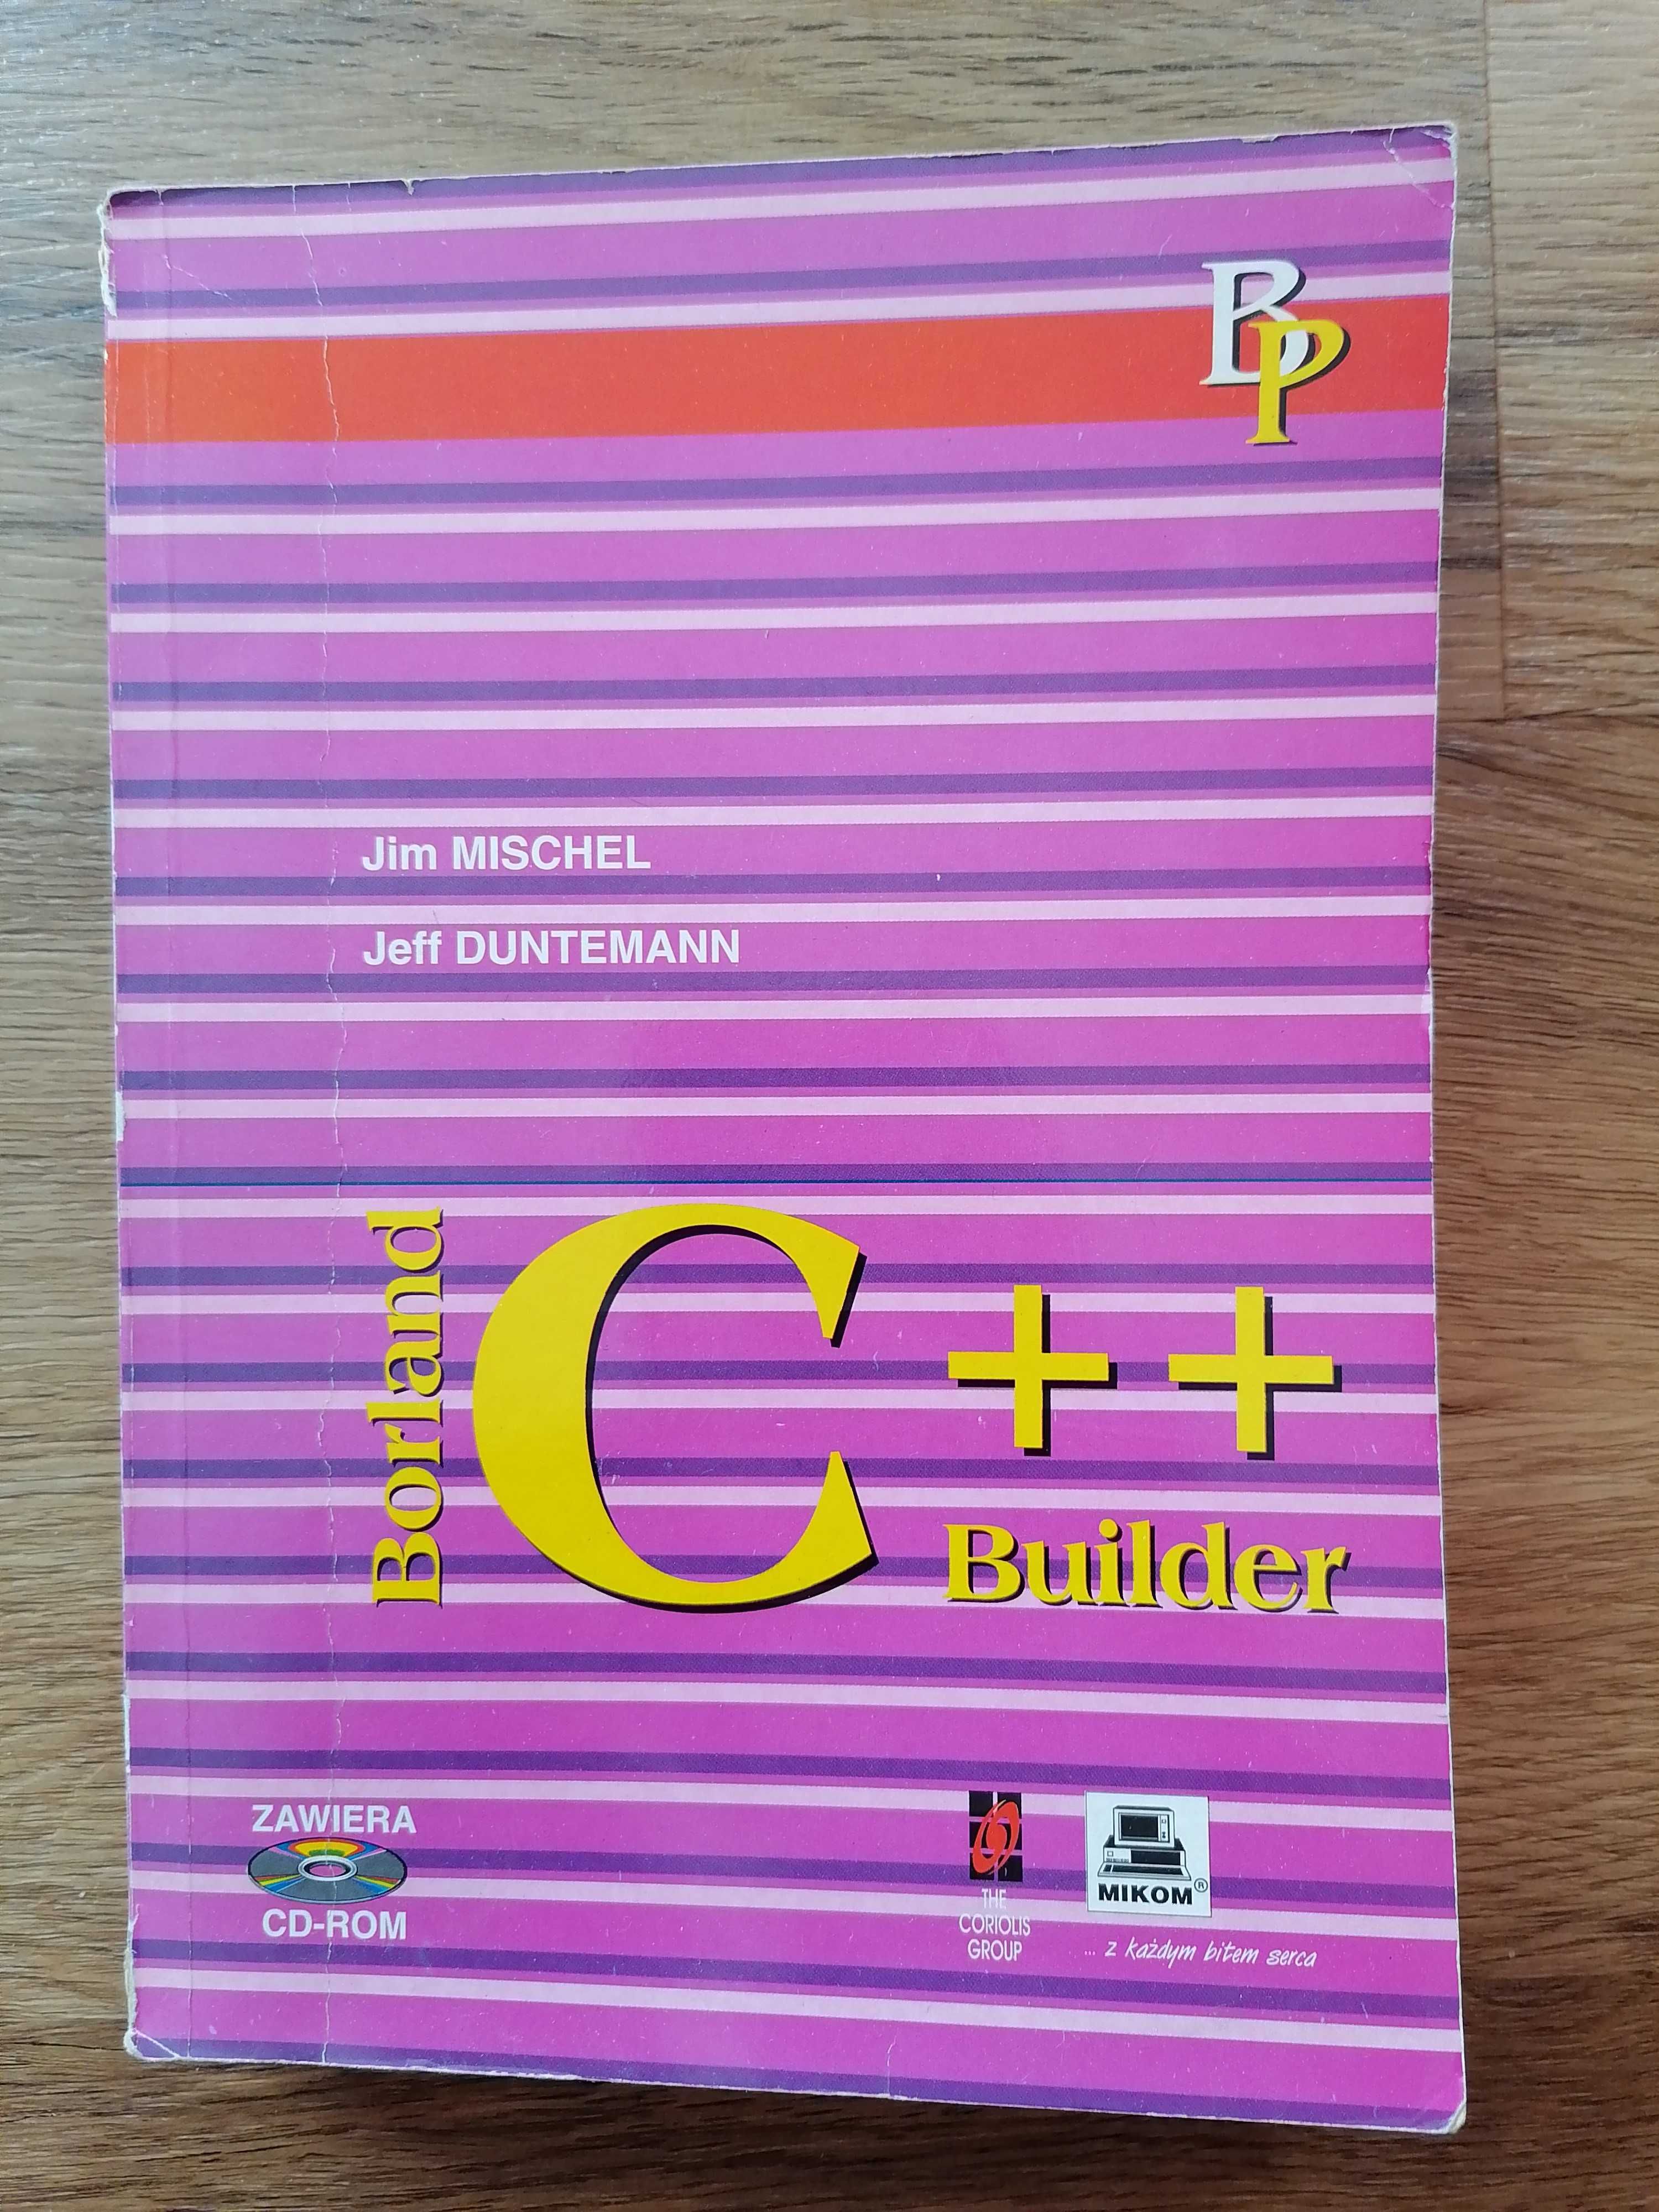 BP
Jim MISCHEL
Jeff DUNTEMANN
Borland
C++
Builder
ZAWIERA
CD-ROM
THE
CORIOLIS
GROUP
MIKOM®
... z każdym bitem serca